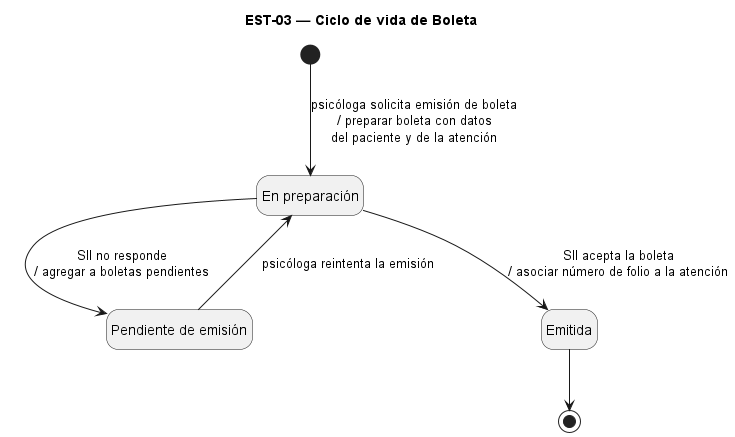 EST-03 — Ciclo de vida de Boleta
psicóloga solicita emisión de boleta
/ preparar boleta con datos
del paciente y de la atención
En preparación
SII no responde
/ agregar a boletas pendientes
psicóloga reintenta la emisión
SII acepta la boleta
/ asociar número de folio a la atención
Pendiente de emisión
Emitida